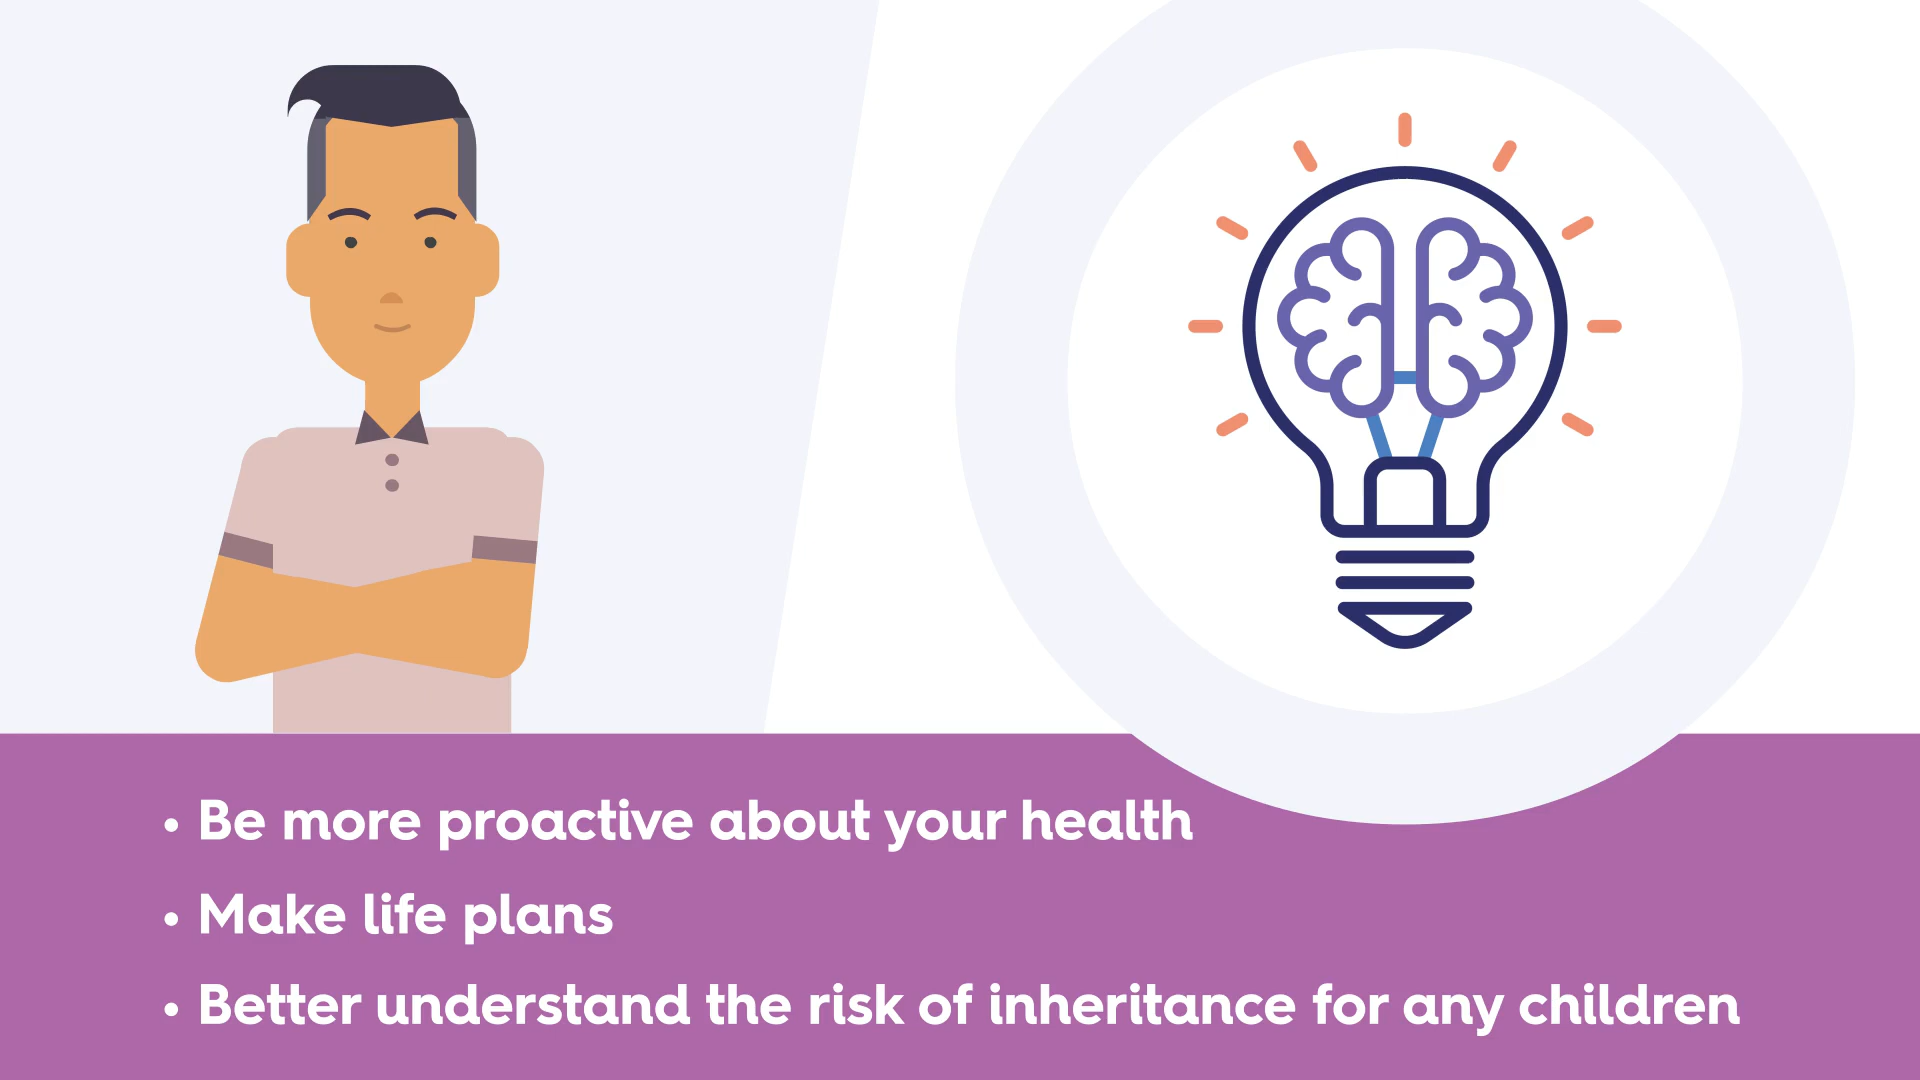 • Be more proactive about your health
• Make life plans
• Better understand the risk of inheritance for any children